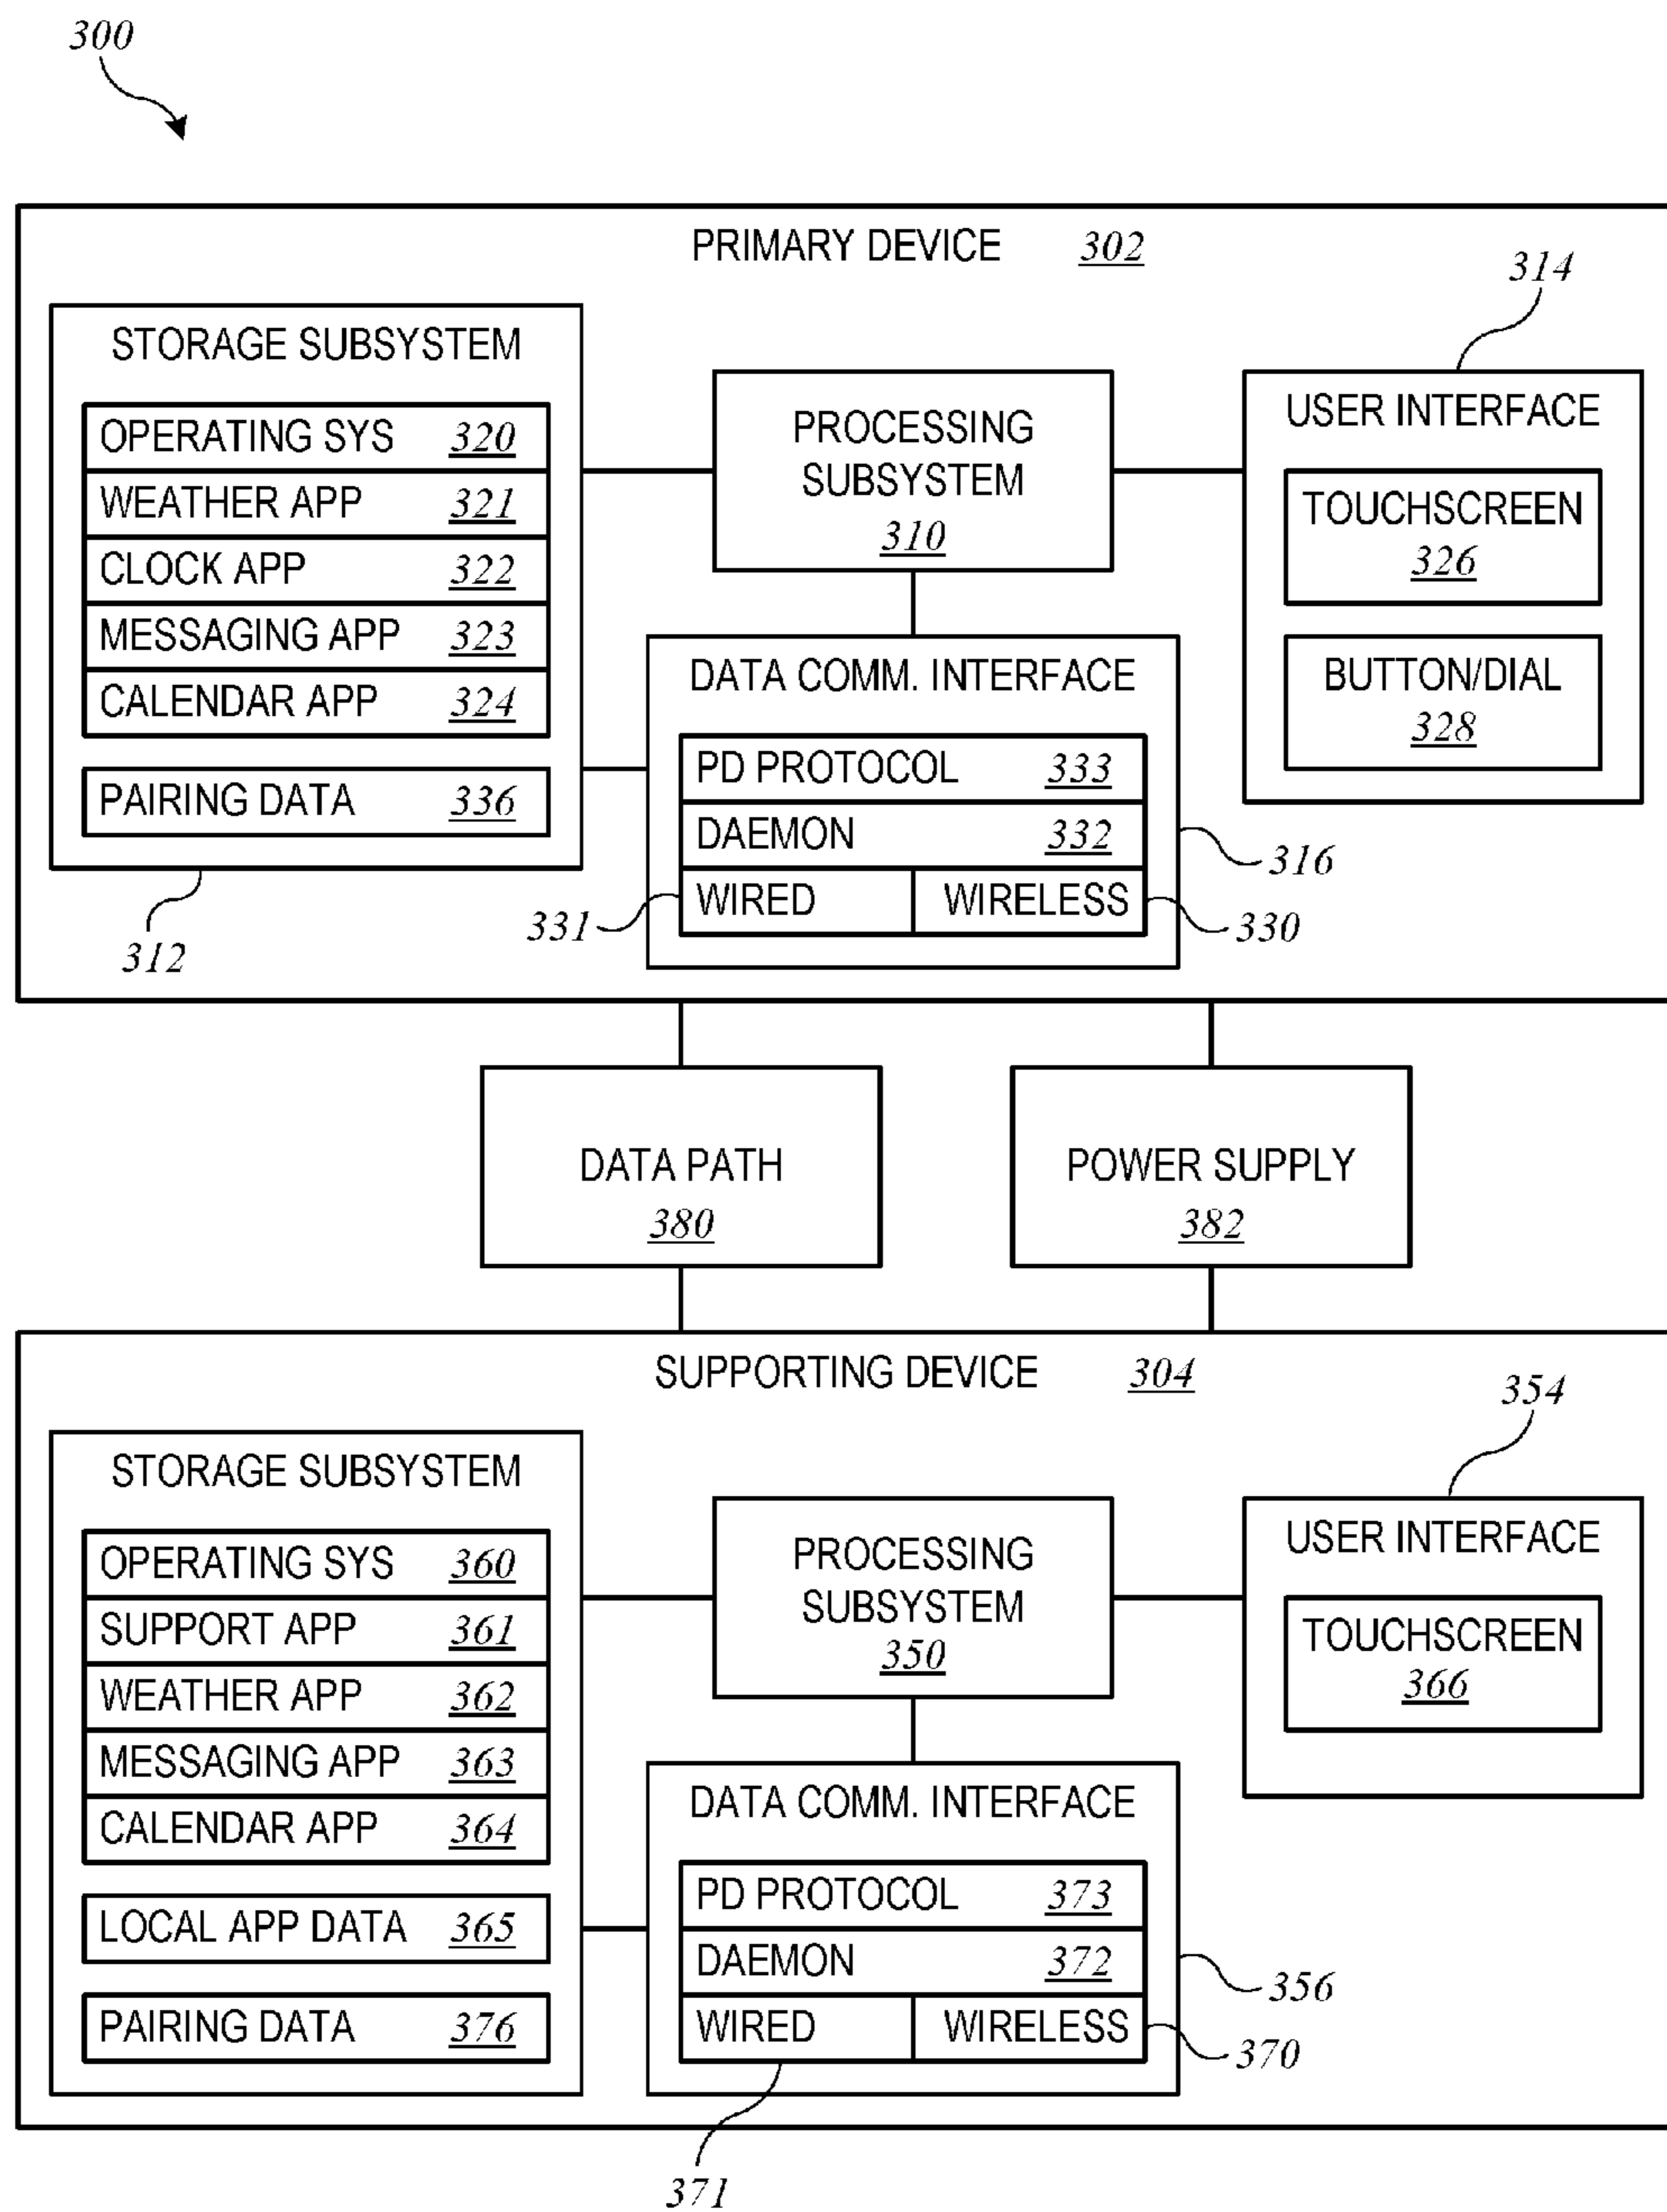 300
PRIMARY DEVICE 302
314
STORAGE SUBSYSTEM
OPERATING SYS 320
WEATHER APP 321
CLOCK APP 322
MESSAGING APP 323
CALENDAR APP 324
PAIRING DATA 336
312
PROCESSING
SUBSYSTEM
310
USER INTERFACE
TOUCHSCREEN
326
BUTTON/DIAL
328
DATA COMM. INTERFACE
PD PROTOCOL 333
DAEMON 332
WIRED WIRELESS
331
330
316
DATA PATH
380
POWER SUPPLY
382
SUPPORTING DEVICE 304
354
STORAGE SUBSYSTEM
OPERATING SYS 360
SUPPORT APP 361
WEATHER APP 362
MESSAGING APP 363
CALENDAR APP 364
LOCAL APP DATA 365
PAIRING DATA 376
PROCESSING
SUBSYSTEM
350
USER INTERFACE
TOUCHSCREEN
366
DATA COMM. INTERFACE
PD PROTOCOL 373
DAEMON 372
WIRED WIRELESS
356
370
371